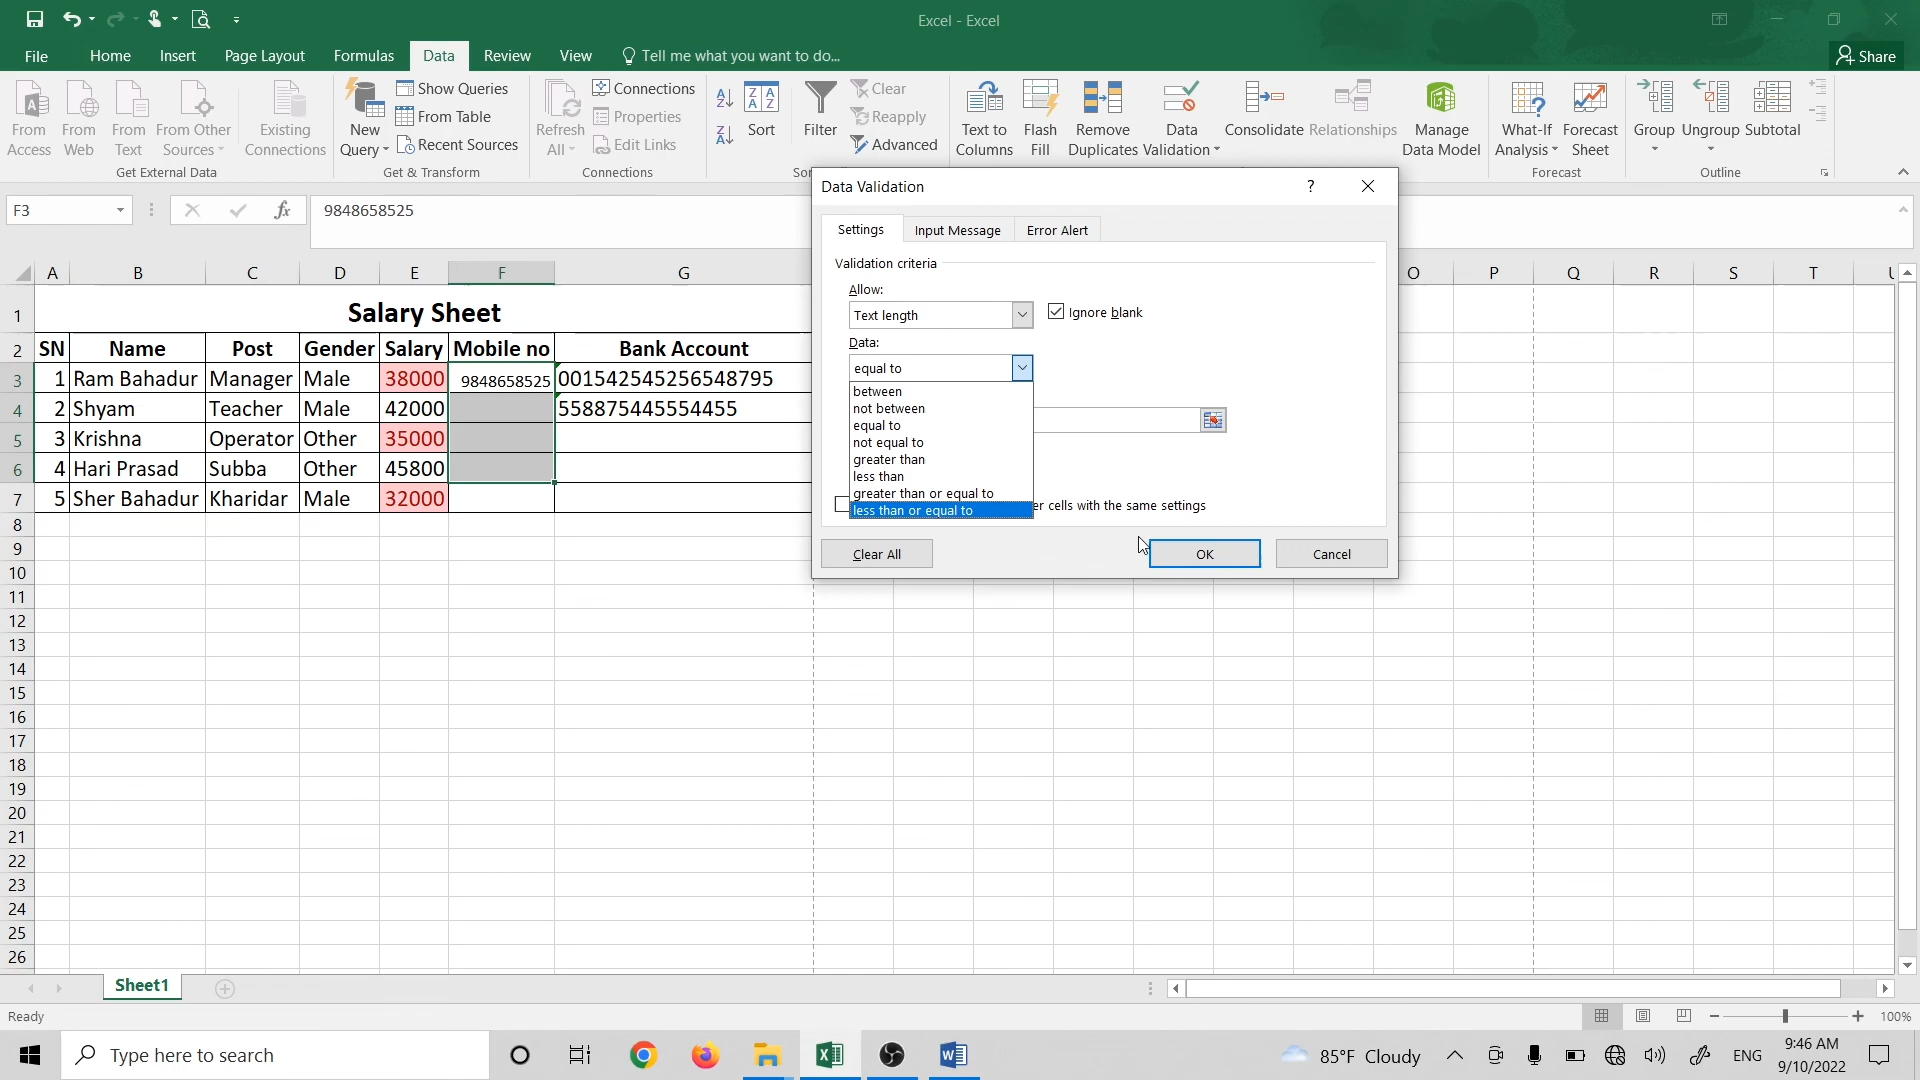 Excel - Excel
File Home Insert Page Layout Formulas Data Review View Tell me what you want to do... Share
From Access
From Web
From Text
From Other Sources
Existing Connections
Get External Data
New Query
Show Queries
From Table
Recent Sources
Get & Transform
Refresh All
Connections
Properties
Edit Links
Connections
Sort
Filter
Clear
Reapply
Advanced
Text to Columns
Flash Fill
Remove Duplicates
Data Validation
Consolidate
Relationships
Manage Data Model
What-If Analysis
Forecast Sheet
Forecast
Group
Ungroup
Subtotal
Outline
F3 fx 9848658525
A B C D E F G O P Q R S T
1 Salary Sheet
2 SN Name Post Gender Salary Mobile no Bank Account
3 1 Ram Bahadur Manager Male 38000 9848658525 001542545256548795
4 2 Shyam Teacher Male 42000 558875445554455
5 3 Krishna Operator Other 35000
6 4 Hari Prasad Subba Other 45800
7 5 Sher Bahadur Kharidar Male 32000
8
9
10
11
12
13
14
15
16
17
18
19
20
21
22
23
24
25
26
Data Validation ?
Settings Input Message Error Alert
Validation criteria
Allow:
Text length Ignore blank
Data:
equal to
between
not between
equal to
not equal to
greater than
less than
greater than or equal to
less than or equal to
cells with the same settings
Clear All OK Cancel
Sheet1
Ready 100%
Type here to search 85°F Cloudy ENG 9:46 AM
9/10/2022